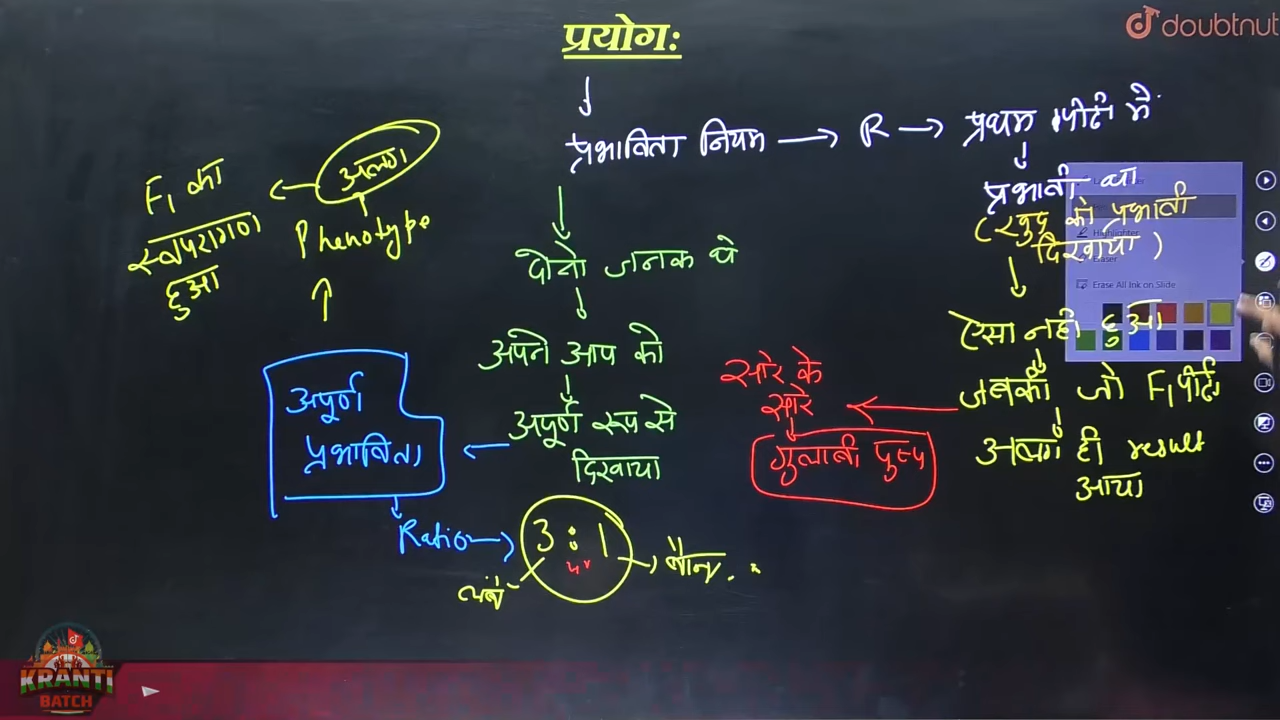 doubtnut
प्रयोग:
↓
प्रभाविता नियम → R → प्रथम पीढी में
↓
प्रभावी था
(खुद को प्रभावी
दिखाया)
↓
ऐसा नही हुआ
↓
जबकी जो F₁ पीढी
↓
अलग ही result
आया
← सारे के
सारे
↓
गुलाबी पुष्प
↓
दोनो जनक थे
↓
अपने आप को
↓
अपूर्ण रूप से
दिखाया
← अपूर्ण
प्रभाविता
↓
Ratio → 3 : 1
लंबे
→ बौना.
↑
Phenotype
अलग
← F₁ का
स्वपरागण
हुआ
Highlighter
Eraser
Erase All Ink on Slide
KRANTI
BATCH